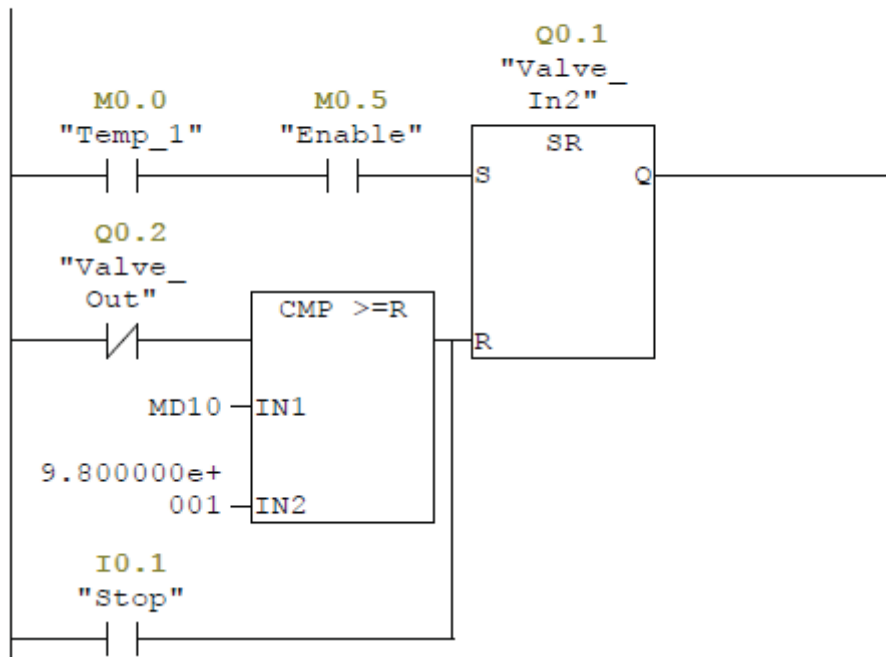 Q0.1
"Valve_
In2"
M0.0
"Temp_1"
M0.5
"Enable"
SR
S
Q
Q0.2
"Valve_
Out"
CMP >=R
R
MD10
IN1
9.800000e+
001
IN2
I0.1
"Stop"